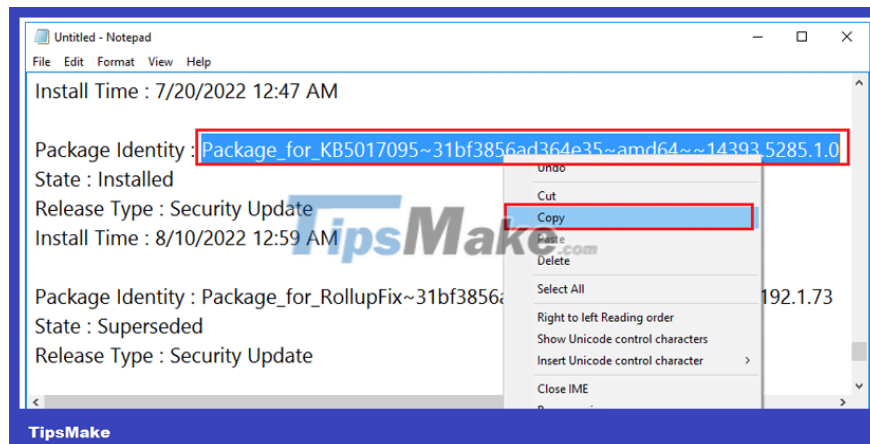 Untitled - Notepad
File Edit Format View Help
Install Time : 7/20/2022 12:47 AM
Package Identity : Package_for_KB5017095~31bf3856ad364e35~amd64~~14393.5285.1.0
State : Installed
Release Type : Security Update
Install Time : 8/10/2022 12:59 AM
Package Identity : Package_for_RollupFix~31bf3856 192.1.73
State : Superseded
Release Type : Security Update
Undo
Cut
Copy
Paste
Delete
Select All
Right to left Reading order
Show Unicode control characters
Insert Unicode control character
Close IME
TipsMake.com
TipsMake